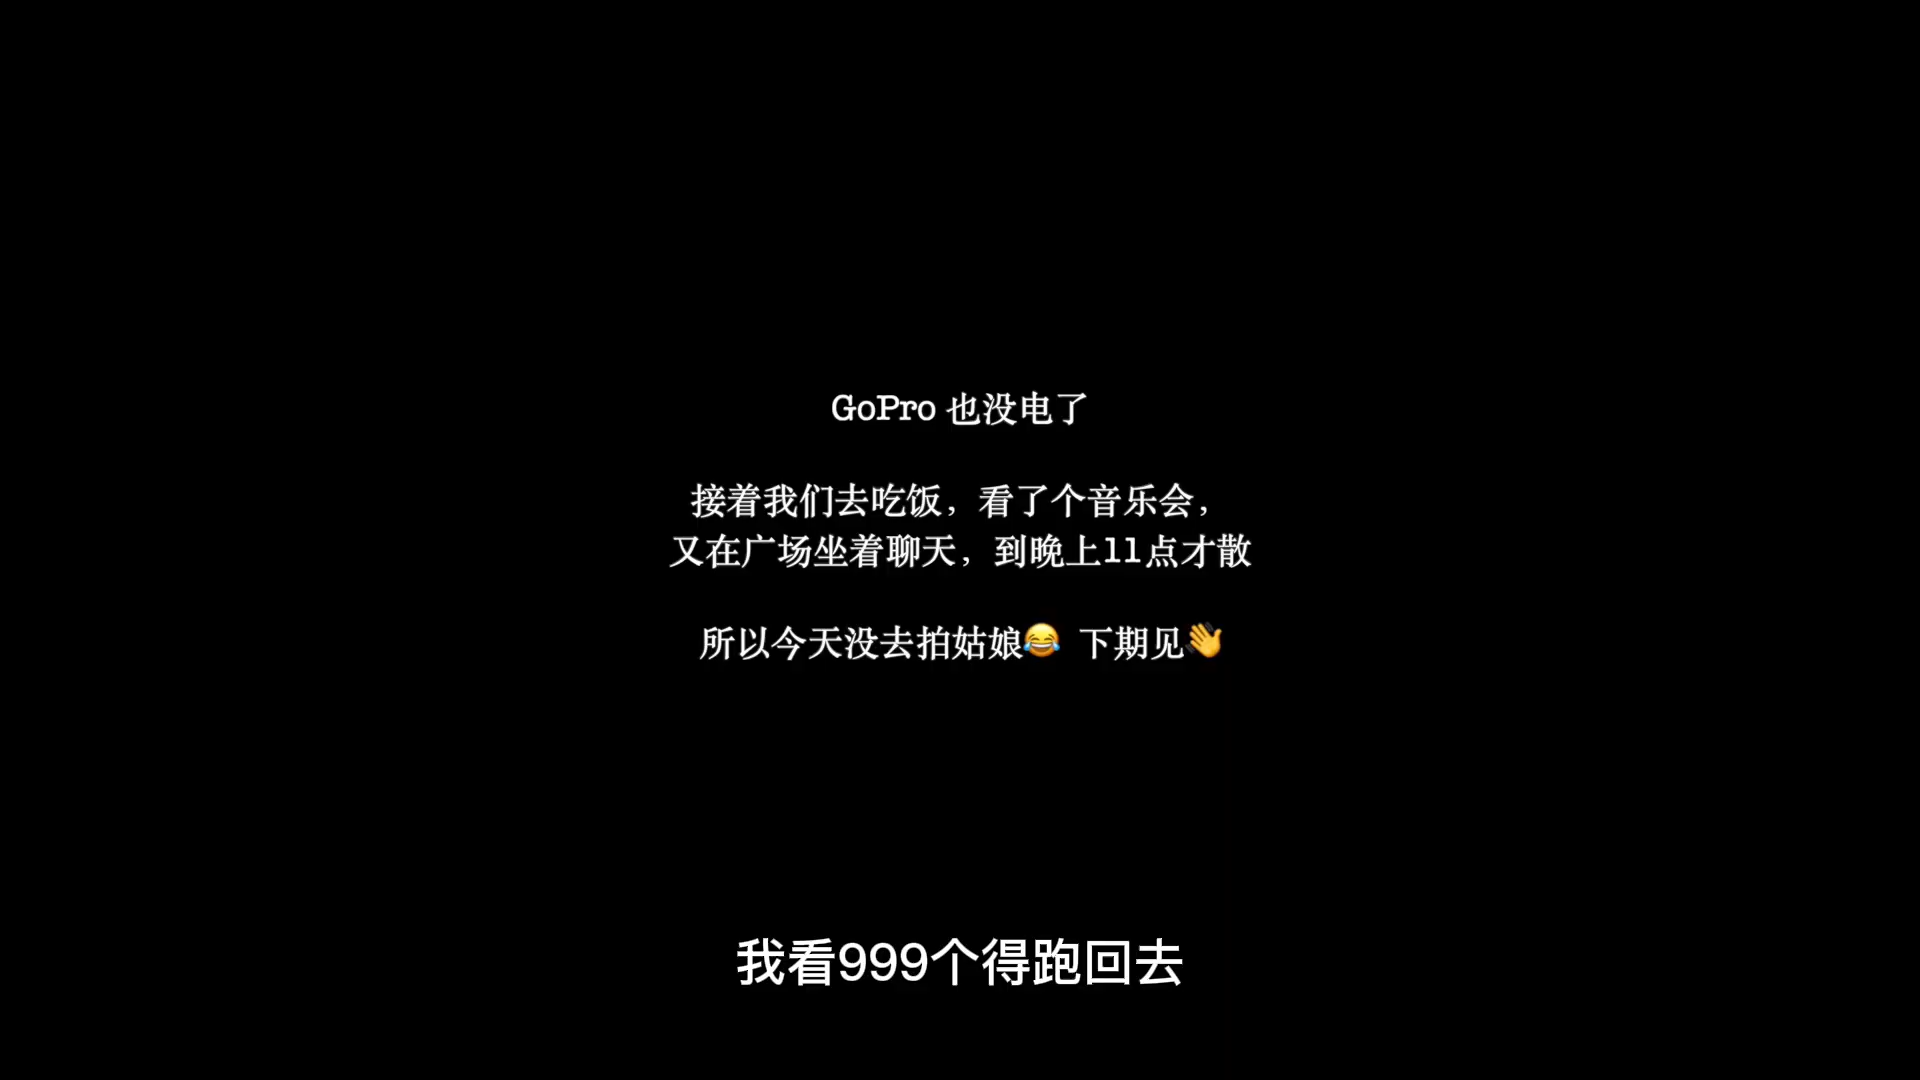 GoPro 也没电了
接着我们去吃饭，看了个音乐会，
又在广场坐着聊天，到晚上11点才散
所以今天没去拍姑娘😂 下期见👋
我看999个得跑回去